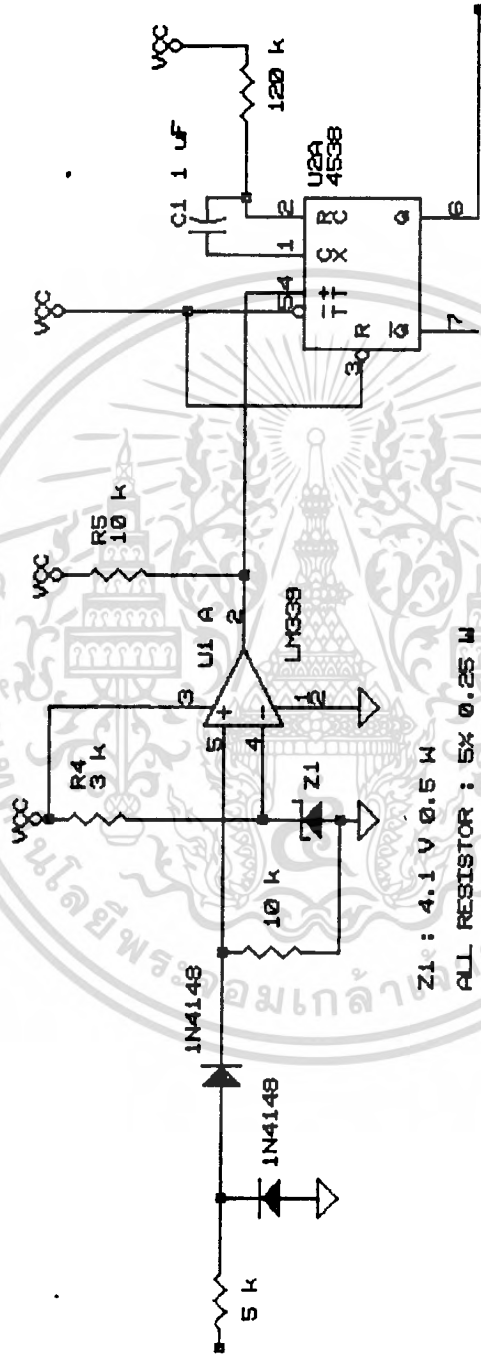 VCC
VCC
VCC
VCC
120 k
C1 1 uF
U2A
4538
1
2
CX
RC
4
5
+T
-T
3
R
Q
Q
7
6
R5
10 k
U1 A
2
LM339
3
5
+
4
-
12
R4
3 k
Z1
10 k
1N4148
1N4148
5 k
Z1 : 4.1 V 0.5 W
ALL RESISTOR : 5% 0.25 W